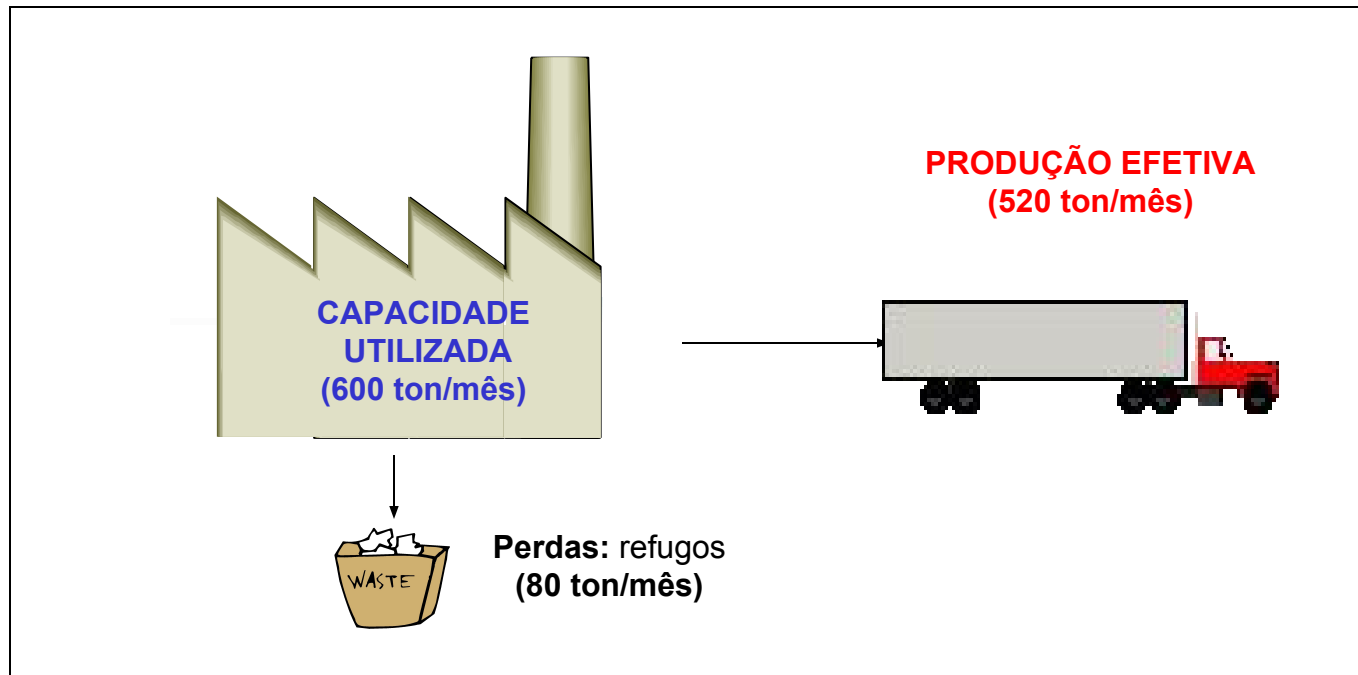 PRODUÇÃO EFETIVA
(520 ton/mês)
CAPACIDADE
UTILIZADA
(600 ton/mês)
WASTE
Perdas: refugos
(80 ton/mês)